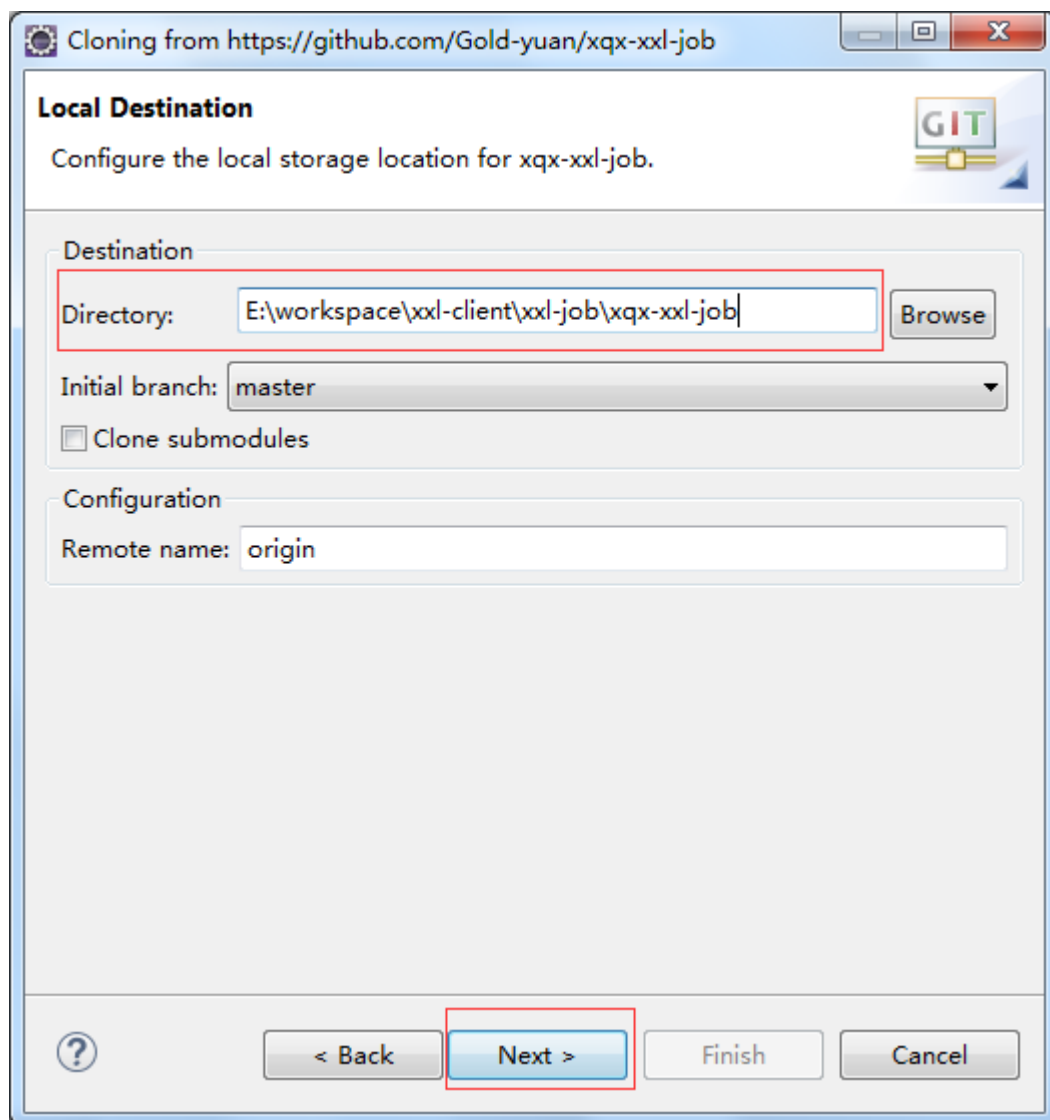 Cloning from https://github.com/Gold-yuan/xqx-xxl-job
Local Destination
Configure the local storage location for xqx-xxl-job.
GIT
Destination
Directory: E:\workspace\xxl-client\xxl-job\xqx-xxl-job Browse
Initial branch: master
Clone submodules
Configuration
Remote name: origin
? < Back Next > Finish Cancel